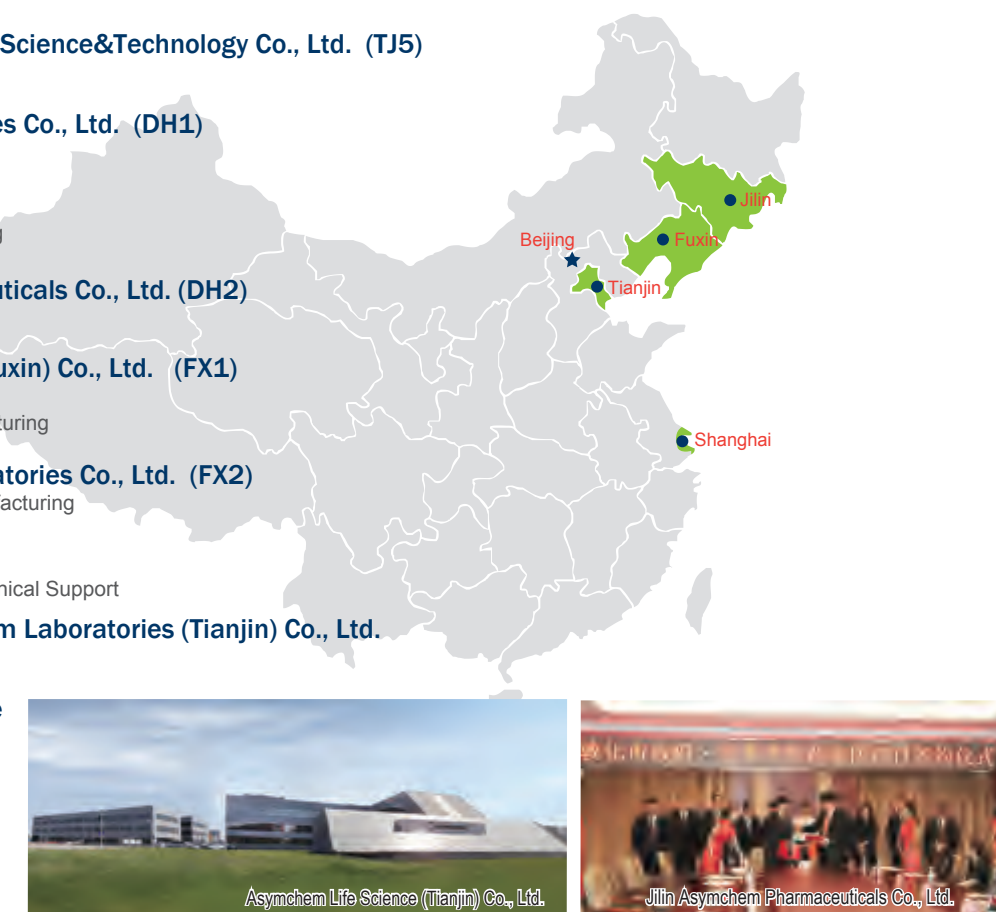 Science&Technology Co., Ltd. (TJ5)
es Co., Ltd. (DH1)
g
uticals Co., Ltd. (DH2)
uxin) Co., Ltd. (FX1)
turing
atories Co., Ltd. (FX2)
acturing
nical Support
m Laboratories (Tianjin) Co., Ltd.
e
Jilin
Beijing
Fuxin
Tianjin
Shanghai
Asymchem Life Science (Tianjin) Co., Ltd.
Jilin Asymchem Pharmaceuticals Co., Ltd.